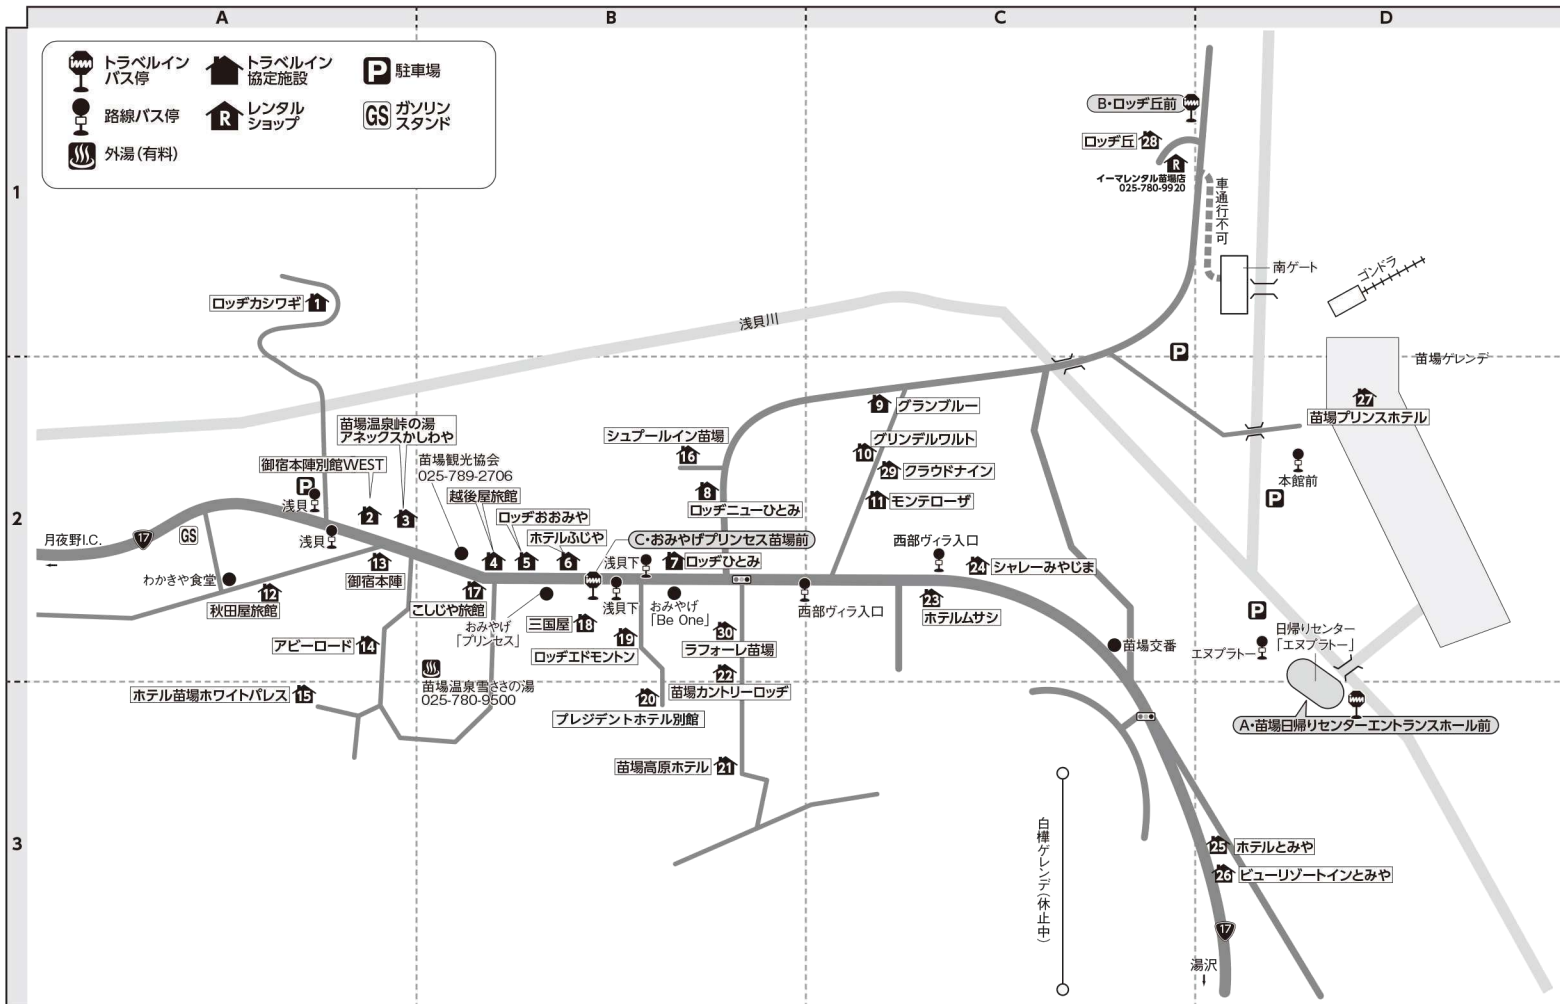 A
B
C
D
1
2
3
トラベルイン
バス停
トラベルイン
協定施設
P
駐車場
路線バス停
R
レンタル
ショップ
GS
ガソリン
スタンド
外湯(有料)
B・ロッヂ丘前
ロッヂ丘
28
R
イーマレンタル苗場店
025-780-9920
車通行不可
南ゲート
ゴンドラ
ロッヂカシワギ
1
浅貝川
P
苗場ゲレンデ
27
苗場プリンスホテル
苗場温泉峠の湯
アネックスかしわや
御宿本陣別館WEST
苗場観光協会
025-789-2706
シュプールイン苗場
16
9
グランブルー
グリンデルワルト
10
29
クラウドナイン
11
モンテローザ
8
ロッヂニューひとみ
本館前
P
P
浅貝
2
3
越後屋旅館
ロッヂおおみや
ホテルふじや
C・おみやげプリンセス苗場前
月夜野I.C.
17
GS
浅貝
4
5
6
浅貝下
7
ロッヂひとみ
西部ヴィラ入口
24
シャレーみやじま
わかきや食堂
13
御宿本陣
12
秋田屋旅館
17
こしじや旅館
おみやげ
「プリンセス」
浅貝下
おみやげ
「Be One」
西部ヴィラ入口
23
ホテルムサシ
三国屋
18
19
ロッヂエドモントン
30
ラフォーレ苗場
アビーロード
14
苗場交番
P
エヌプラトー
日帰りセンター
「エヌプラトー」
苗場温泉雪ささの湯
025-780-9500
ホテル苗場ホワイトパレス
15
22
苗場カントリーロッヂ
20
プレジデントホテル別館
A・苗場日帰りセンターエントランスホール前
苗場高原ホテル
21
白樺ゲレンデ(休止中)
25
ホテルとみや
26
ビューリゾートインとみや
17
湯沢